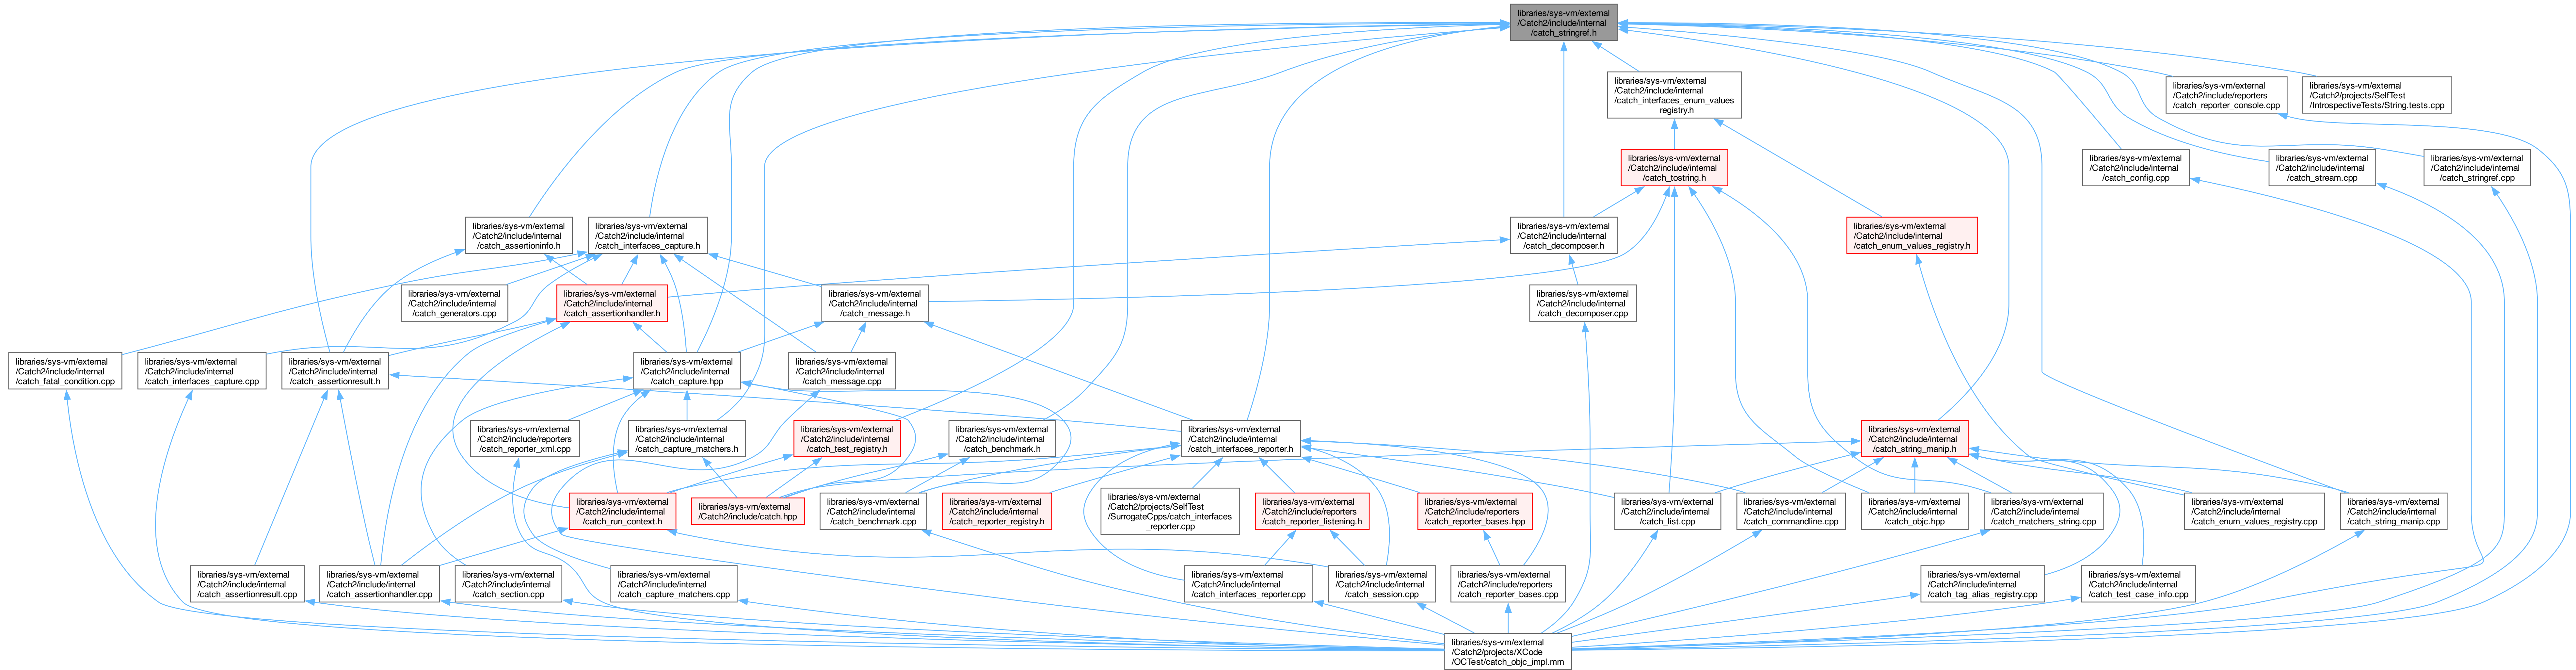 libraries/sys-vm/external
/Catch2/include/internal
/catch_stringref.h
libraries/sys-vm/external
/Catch2/include/internal
/catch_interfaces_enum_values
_registry.h
libraries/sys-vm/external
/Catch2/include/reporters
/catch_reporter_console.cpp
libraries/sys-vm/external
/Catch2/projects/SelfTest
/IntrospectiveTests/String.tests.cpp
libraries/sys-vm/external
/Catch2/include/internal
/catch_tostring.h
libraries/sys-vm/external
/Catch2/include/internal
/catch_config.cpp
libraries/sys-vm/external
/Catch2/include/internal
/catch_stream.cpp
libraries/sys-vm/external
/Catch2/include/internal
/catch_stringref.cpp
libraries/sys-vm/external
/Catch2/include/internal
/catch_assertioninfo.h
libraries/sys-vm/external
/Catch2/include/internal
/catch_interfaces_capture.h
libraries/sys-vm/external
/Catch2/include/internal
/catch_decomposer.h
libraries/sys-vm/external
/Catch2/include/internal
/catch_enum_values_registry.h
libraries/sys-vm/external
/Catch2/include/internal
/catch_generators.cpp
libraries/sys-vm/external
/Catch2/include/internal
/catch_assertionhandler.h
libraries/sys-vm/external
/Catch2/include/internal
/catch_message.h
libraries/sys-vm/external
/Catch2/include/internal
/catch_decomposer.cpp
libraries/sys-vm/external
/Catch2/include/internal
/catch_fatal_condition.cpp
libraries/sys-vm/external
/Catch2/include/internal
/catch_interfaces_capture.cpp
libraries/sys-vm/external
/Catch2/include/internal
/catch_assertionresult.h
libraries/sys-vm/external
/Catch2/include/internal
/catch_capture.hpp
libraries/sys-vm/external
/Catch2/include/internal
/catch_message.cpp
libraries/sys-vm/external
/Catch2/include/reporters
/catch_reporter_xml.cpp
libraries/sys-vm/external
/Catch2/include/internal
/catch_capture_matchers.h
libraries/sys-vm/external
/Catch2/include/internal
/catch_test_registry.h
libraries/sys-vm/external
/Catch2/include/internal
/catch_benchmark.h
libraries/sys-vm/external
/Catch2/include/internal
/catch_interfaces_reporter.h
libraries/sys-vm/external
/Catch2/include/internal
/catch_string_manip.h
libraries/sys-vm/external
/Catch2/include/internal
/catch_run_context.h
libraries/sys-vm/external
/Catch2/include/catch.hpp
libraries/sys-vm/external
/Catch2/include/internal
/catch_benchmark.cpp
libraries/sys-vm/external
/Catch2/include/internal
/catch_reporter_registry.h
libraries/sys-vm/external
/Catch2/projects/SelfTest
/SurrogateCpps/catch_interfaces
_reporter.cpp
libraries/sys-vm/external
/Catch2/include/reporters
/catch_reporter_listening.h
libraries/sys-vm/external
/Catch2/include/reporters
/catch_reporter_bases.hpp
libraries/sys-vm/external
/Catch2/include/internal
/catch_list.cpp
libraries/sys-vm/external
/Catch2/include/internal
/catch_commandline.cpp
libraries/sys-vm/external
/Catch2/include/internal
/catch_objc.hpp
libraries/sys-vm/external
/Catch2/include/internal
/catch_matchers_string.cpp
libraries/sys-vm/external
/Catch2/include/internal
/catch_enum_values_registry.cpp
libraries/sys-vm/external
/Catch2/include/internal
/catch_string_manip.cpp
libraries/sys-vm/external
/Catch2/include/internal
/catch_assertionresult.cpp
libraries/sys-vm/external
/Catch2/include/internal
/catch_assertionhandler.cpp
libraries/sys-vm/external
/Catch2/include/internal
/catch_section.cpp
libraries/sys-vm/external
/Catch2/include/internal
/catch_capture_matchers.cpp
libraries/sys-vm/external
/Catch2/include/internal
/catch_interfaces_reporter.cpp
libraries/sys-vm/external
/Catch2/include/internal
/catch_session.cpp
libraries/sys-vm/external
/Catch2/include/reporters
/catch_reporter_bases.cpp
libraries/sys-vm/external
/Catch2/include/internal
/catch_tag_alias_registry.cpp
libraries/sys-vm/external
/Catch2/include/internal
/catch_test_case_info.cpp
libraries/sys-vm/external
/Catch2/projects/XCode
/OCTest/catch_objc_impl.mm